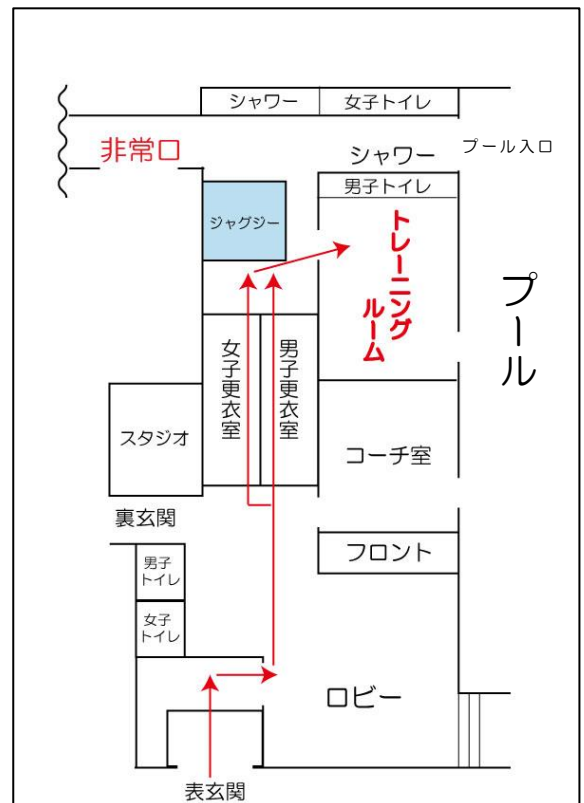 シャワー
女子トイレ
非常口
シャワー
プール入口
男子トイレ
ジャグジー
トレーニング
ルーム
プール
女子更衣室
男子更衣室
スタジオ
コーチ室
裏玄関
フロント
男子
トイレ
女子
トイレ
ロビー
表玄関